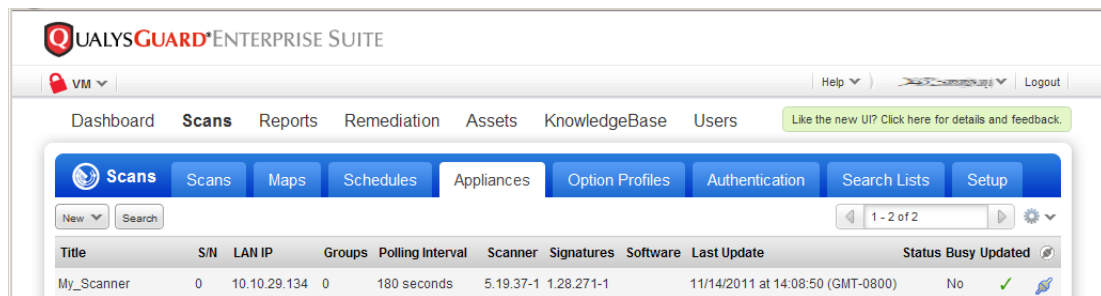 QUALYSGUARD® ENTERPRISE SUITE
VM Help Logout
Dashboard Scans Reports Remediation Assets KnowledgeBase Users Like the new UI? Click here for details and feedback.
Scans Scans Maps Schedules Appliances Option Profiles Authentication Search Lists Setup
New Search 1 - 2 of 2
Title S/N LAN IP Groups Polling Interval Scanner Signatures Software Last Update Status Busy Updated
My_Scanner 0 10.10.29.134 0 180 seconds 5.19.37-1 1.28.271-1 11/14/2011 at 14:08:50 (GMT-0800) No